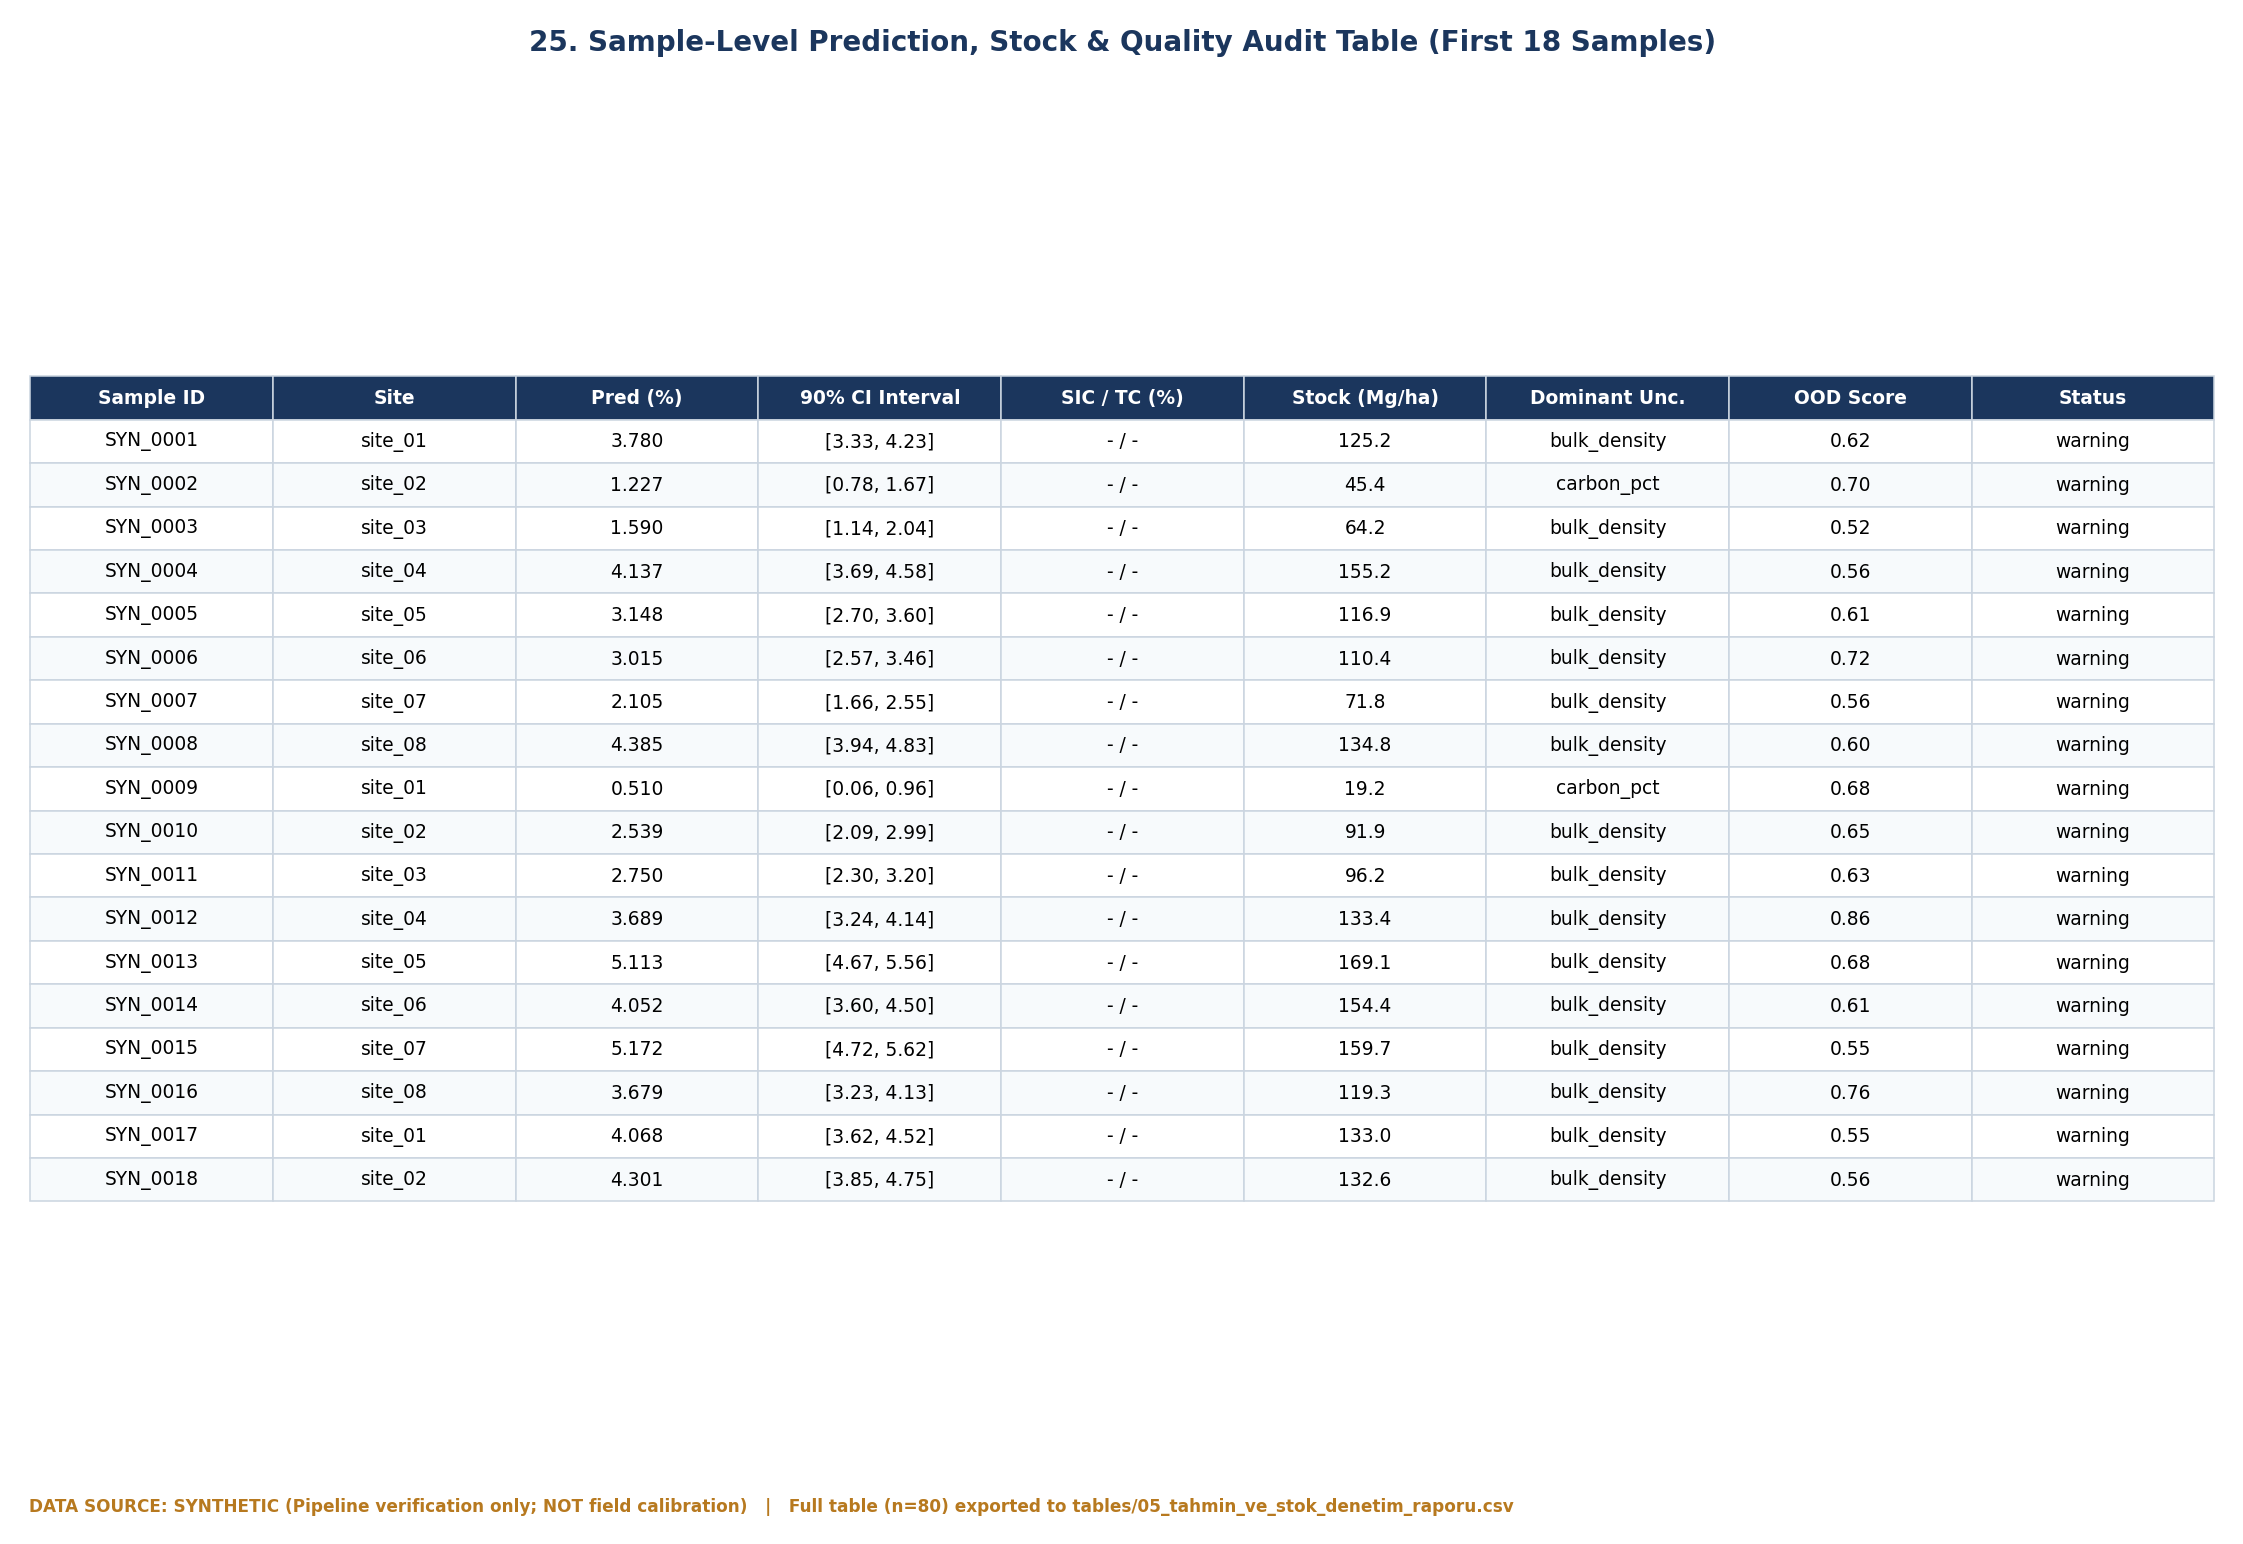 25. Sample-Level Prediction, Stock & Quality Audit Table (First 18 Samples)
Sample ID Site Pred (%) 90% CI Interval SIC / TC (%) Stock (Mg/ha) Dominant Unc. OOD Score Status
SYN_0001 site_01 3.780 [3.33, 4.23] - / - 125.2 bulk_density 0.62 warning
SYN_0002 site_02 1.227 [0.78, 1.67] - / - 45.4 carbon_pct 0.70 warning
SYN_0003 site_03 1.590 [1.14, 2.04] - / - 64.2 bulk_density 0.52 warning
SYN_0004 site_04 4.137 [3.69, 4.58] - / - 155.2 bulk_density 0.56 warning
SYN_0005 site_05 3.148 [2.70, 3.60] - / - 116.9 bulk_density 0.61 warning
SYN_0006 site_06 3.015 [2.57, 3.46] - / - 110.4 bulk_density 0.72 warning
SYN_0007 site_07 2.105 [1.66, 2.55] - / - 71.8 bulk_density 0.56 warning
SYN_0008 site_08 4.385 [3.94, 4.83] - / - 134.8 bulk_density 0.60 warning
SYN_0009 site_01 0.510 [0.06, 0.96] - / - 19.2 carbon_pct 0.68 warning
SYN_0010 site_02 2.539 [2.09, 2.99] - / - 91.9 bulk_density 0.65 warning
SYN_0011 site_03 2.750 [2.30, 3.20] - / - 96.2 bulk_density 0.63 warning
SYN_0012 site_04 3.689 [3.24, 4.14] - / - 133.4 bulk_density 0.86 warning
SYN_0013 site_05 5.113 [4.67, 5.56] - / - 169.1 bulk_density 0.68 warning
SYN_0014 site_06 4.052 [3.60, 4.50] - / - 154.4 bulk_density 0.61 warning
SYN_0015 site_07 5.172 [4.72, 5.62] - / - 159.7 bulk_density 0.55 warning
SYN_0016 site_08 3.679 [3.23, 4.13] - / - 119.3 bulk_density 0.76 warning
SYN_0017 site_01 4.068 [3.62, 4.52] - / - 133.0 bulk_density 0.55 warning
SYN_0018 site_02 4.301 [3.85, 4.75] - / - 132.6 bulk_density 0.56 warning
DATA SOURCE: SYNTHETIC (Pipeline verification only; NOT field calibration) | Full table (n=80) exported to tables/05_tahmin_ve_stok_denetim_raporu.csv